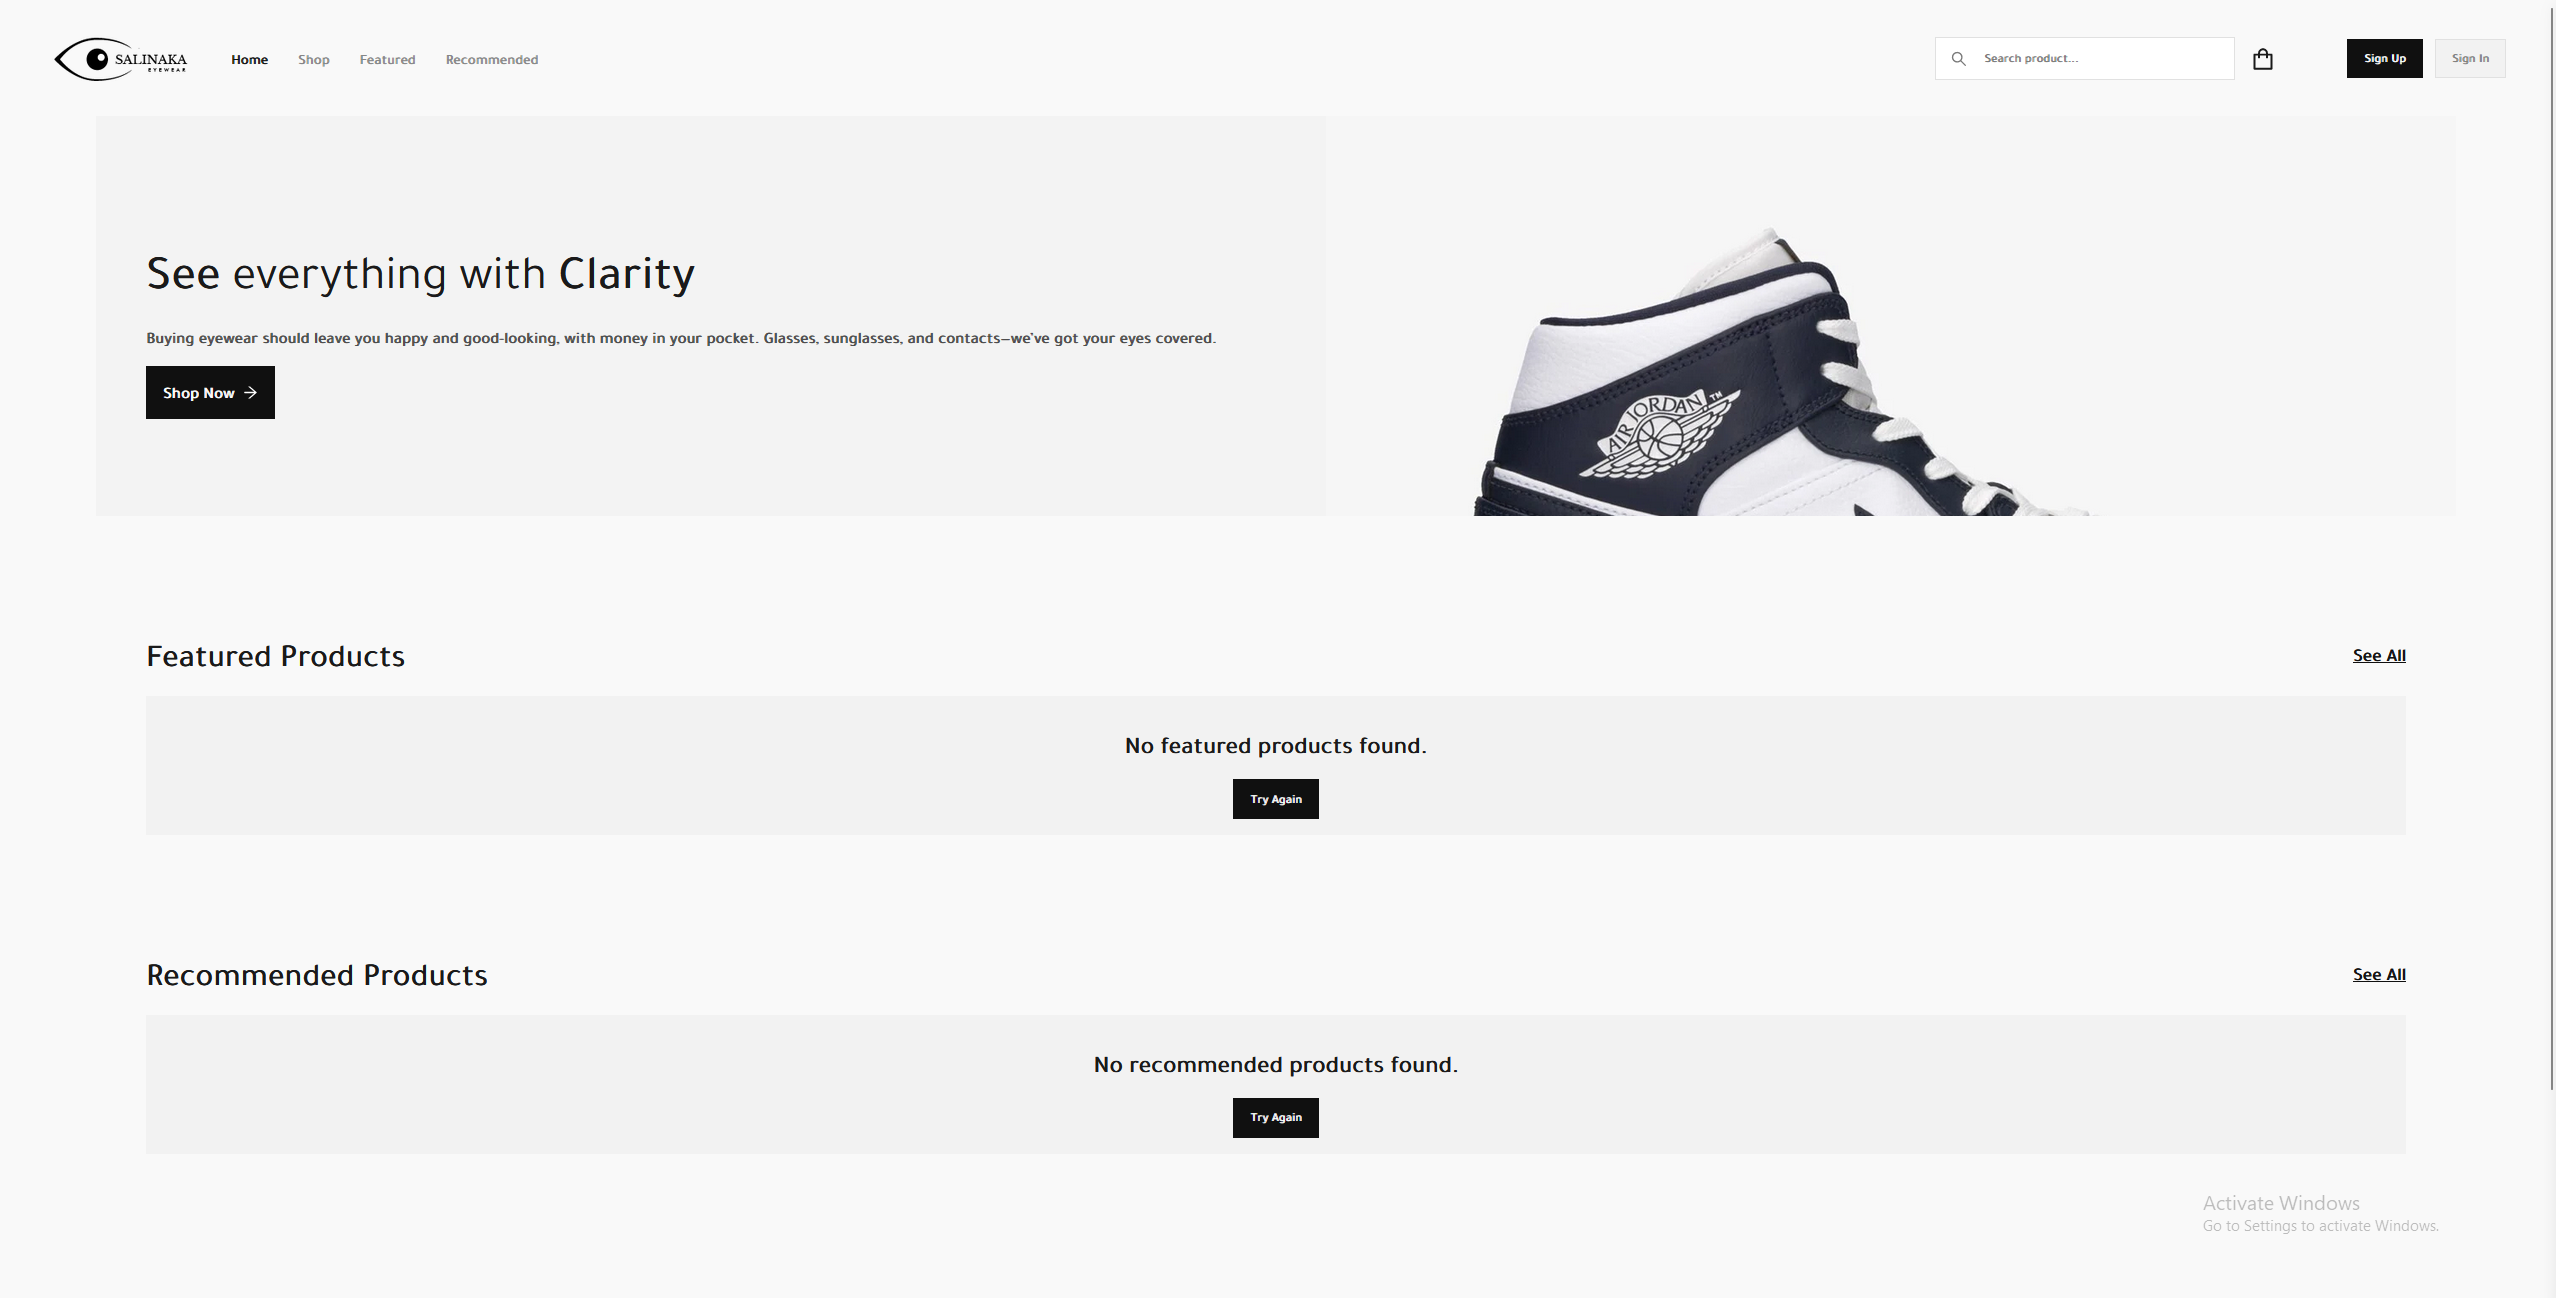 SALINAKA
EYEWEAR
Home
Shop
Featured
Recommended
Search product...
Sign Up
Sign In
See everything with Clarity
Buying eyewear should leave you happy and good-looking, with money in your pocket. Glasses, sunglasses, and contacts—we've got your eyes covered.
Shop Now
AIR JORDAN TM
Featured Products
See All
No featured products found.
Try Again
Recommended Products
See All
No recommended products found.
Try Again
Activate Windows
Go to Settings to activate Windows.